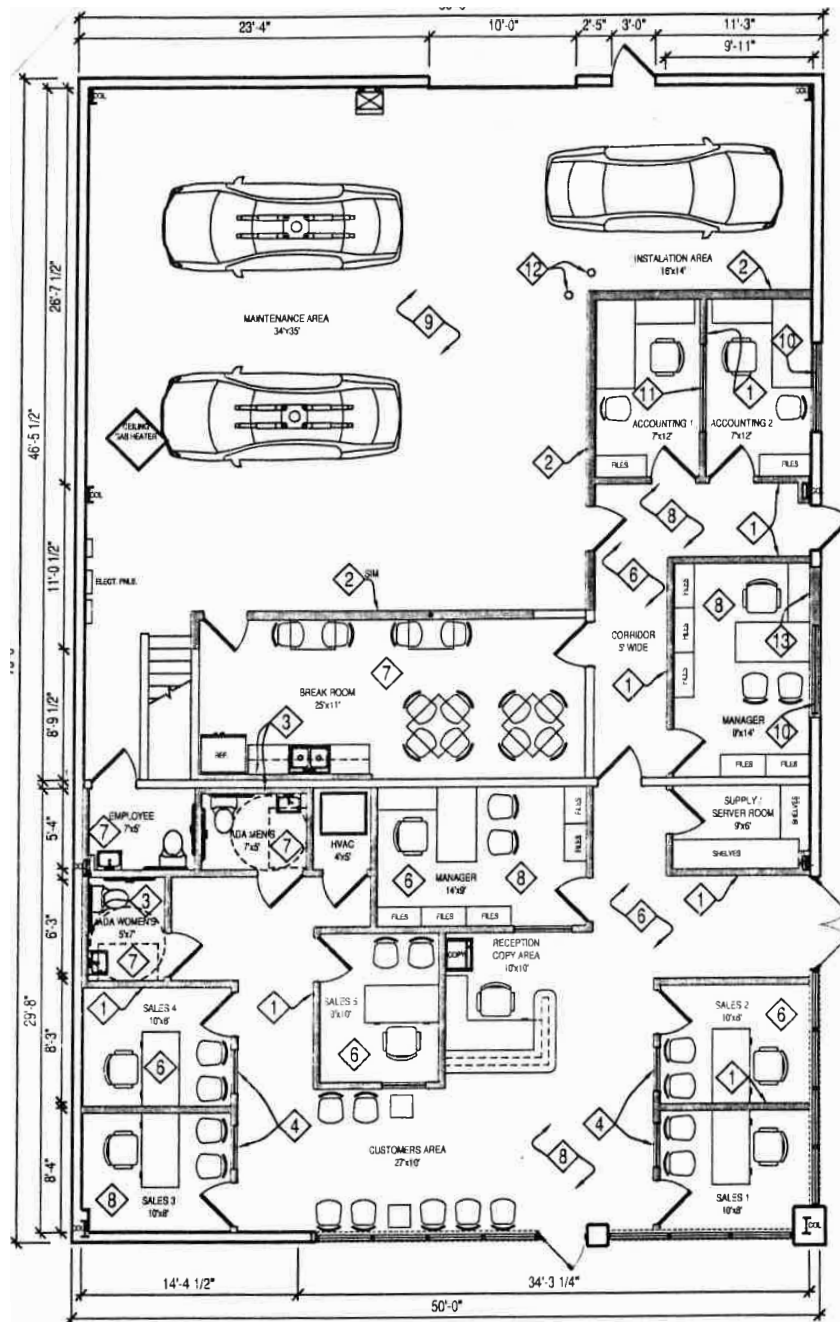 23'-4"
10'-0"
2'-5"
3'-0"
11'-3"
9'-11"
COL
COL
26'-7 1/2"
46'-5 1/2"
11'-0 1/2"
8'-9 1/2"
5'-4"
6'-3"
29'-8"
8'-3"
8'-4"
12
INSTALATION AREA
16'x14'
2
MAINTENANCE AREA
34'x35'
9
10
11
1
ACCOUNTING 1
7'x12'
ACCOUNTING 2
7'x12'
CEILING
GAS HEATER
2
FILES
FILES
COL
COL
8
1
ELECT. PNLS.
2
SIM
6
FILES
8
13
CORRIDOR
5' WIDE
FILES
7
BREAK ROOM
25'x11'
1
FILES
3
MANAGER
10
REF.
FILES
FILES
EMPLOYEE
7'x5'
7
ADA MEN'S
7'x5'
7
HVAC
4'x5'
FILES
FILES
SUPPLY /
SERVER ROOM
9'x6'
SHELVES
SHELVES
6
MANAGER
14'x9'
8
3
ADA WOMEN'S
5'x7'
7
FILES
FILES
FILES
6
1
COPY
RECEPTION
COPY AREA
10'x10'
1
SALES 4
10'x8'
6
SALES 5
6
SALES 2
10'x8'
6
1
4
4
CUSTOMERS AREA
27'x10'
8
8
SALES 3
10'x8'
SALES 1
10'x8'
COL
COL
14'-4 1/2"
34'-3 1/4"
50'-0"